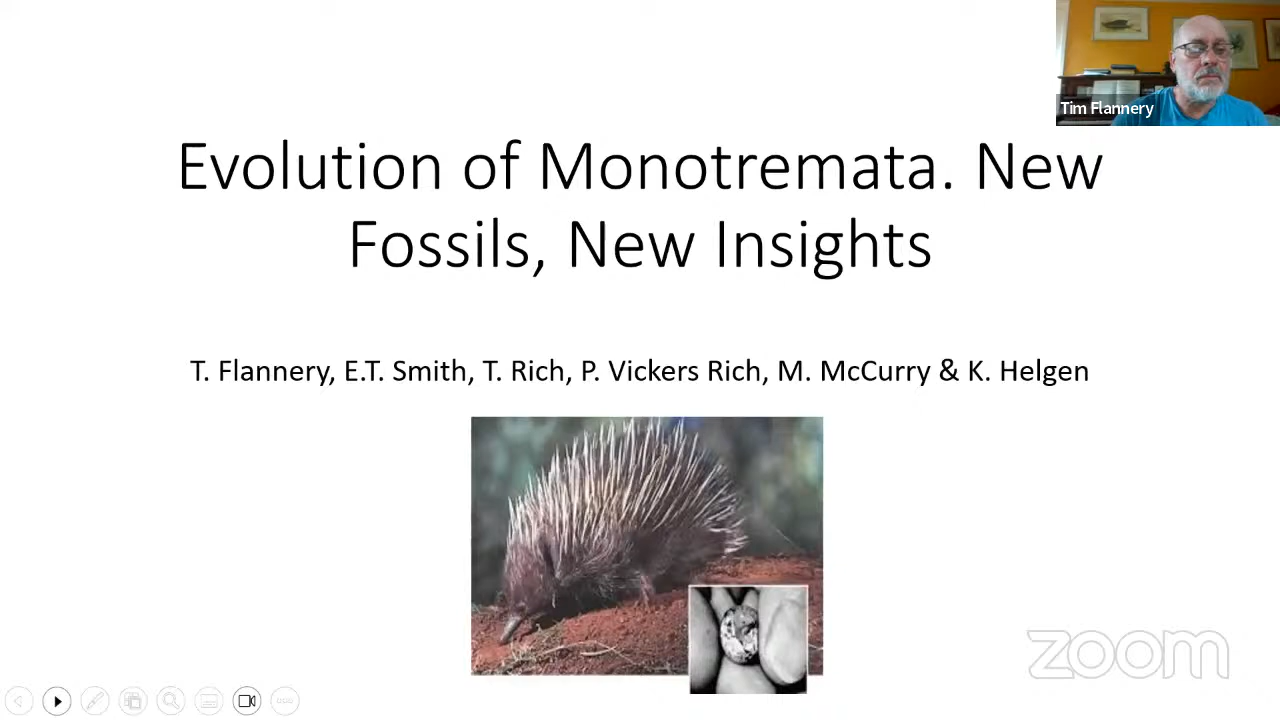 Tim Flannery
Evolution of Monotremata. New
Fossils, New Insights
T. Flannery, E.T. Smith, T. Rich, P. Vickers Rich, M. McCurry & K. Helgen
zoom